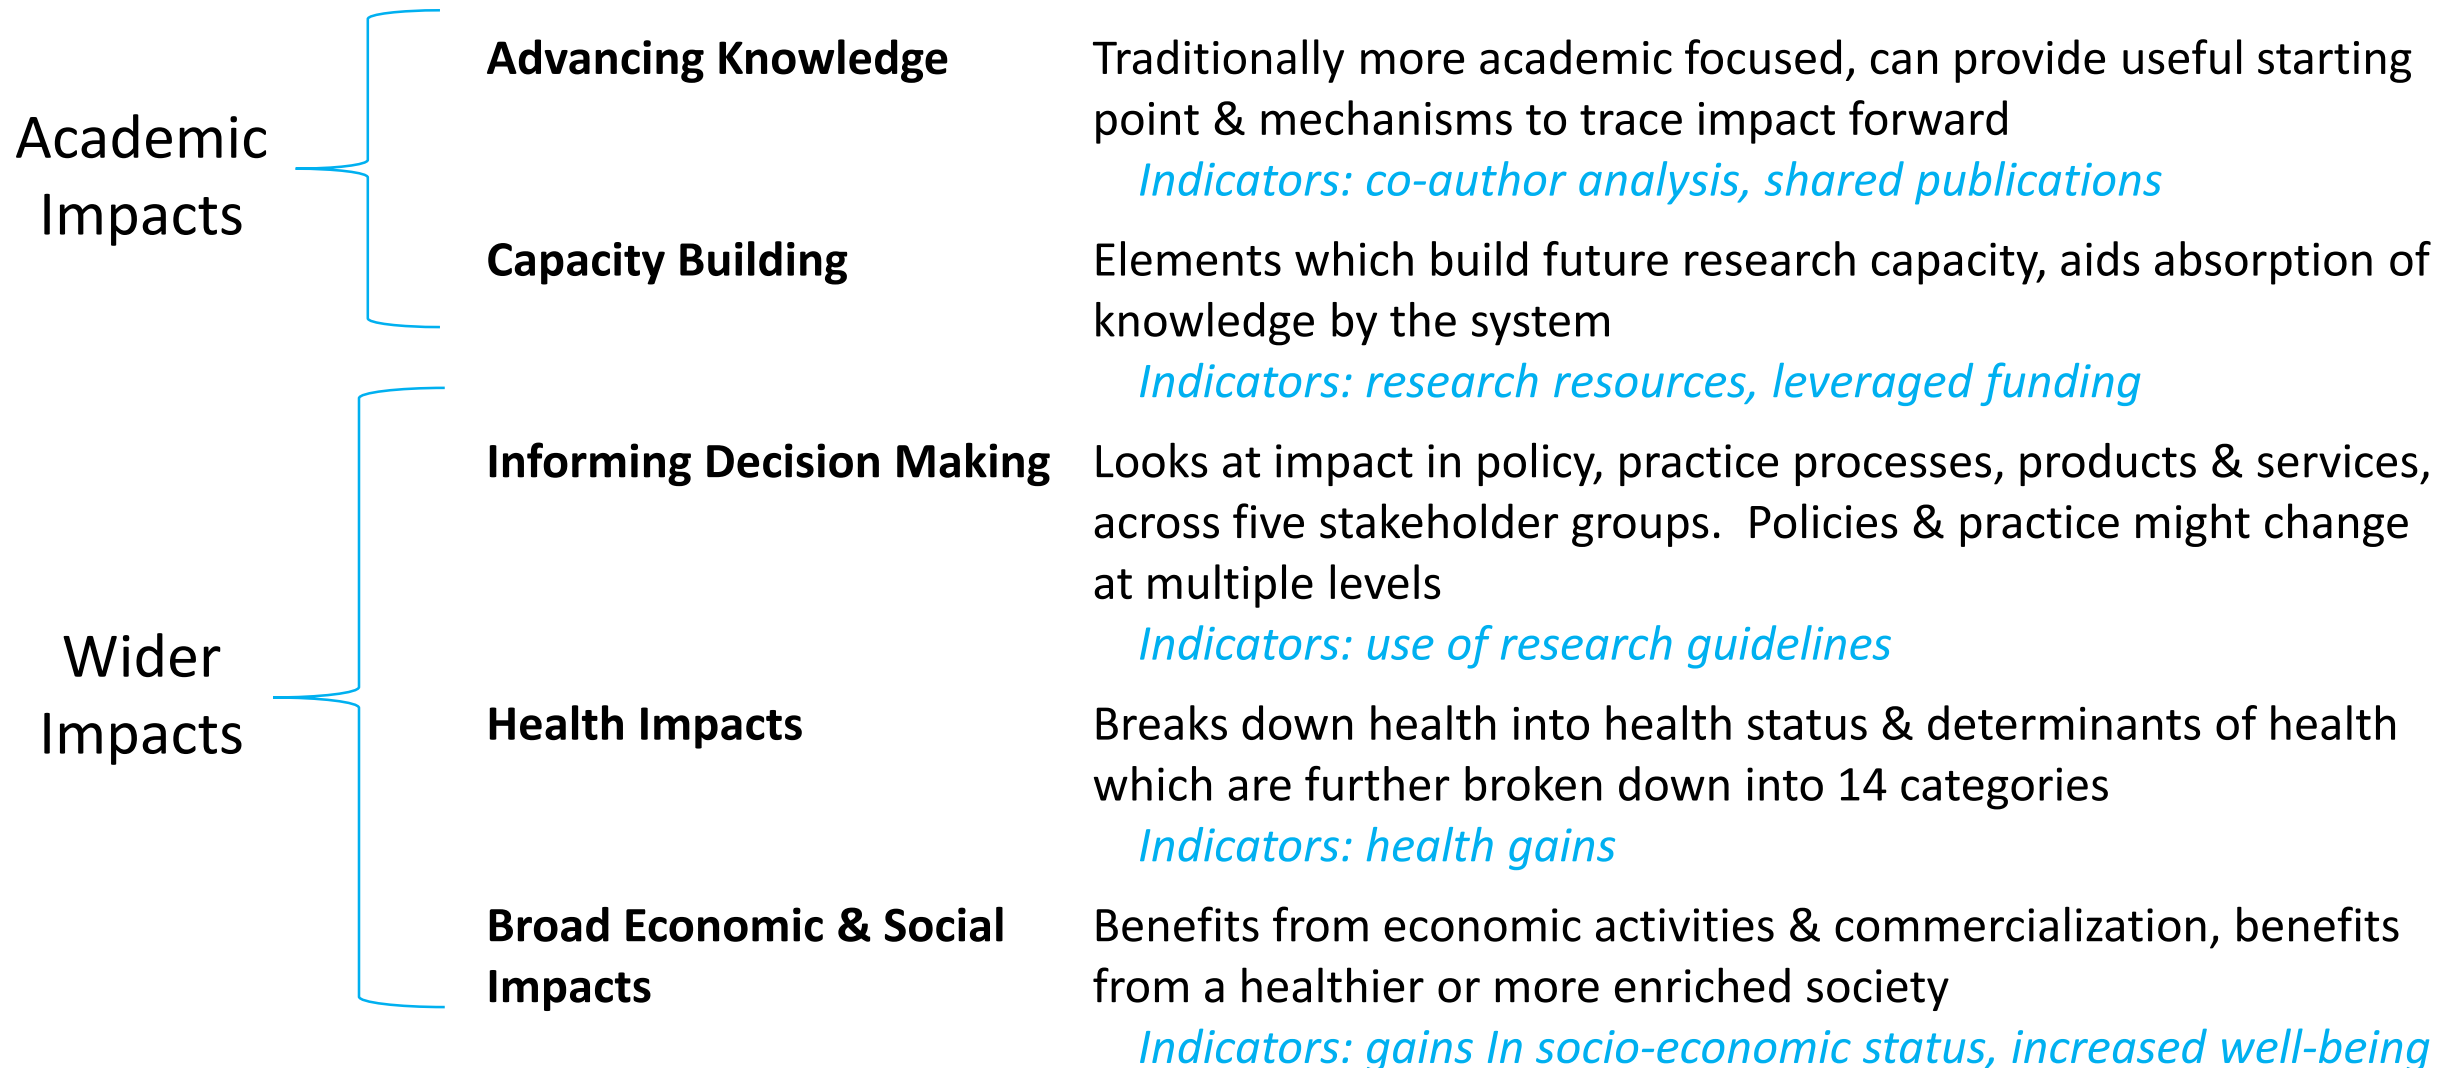 Academic
Impacts
Advancing Knowledge
Traditionally more academic focused, can provide useful starting
point & mechanisms to trace impact forward
Indicators: co-author analysis, shared publications
Capacity Building
Elements which build future research capacity, aids absorption of
knowledge by the system
Indicators: research resources, leveraged funding
Wider
Impacts
Informing Decision Making
Looks at impact in policy, practice processes, products & services,
across five stakeholder groups.  Policies & practice might change
at multiple levels
Indicators: use of research guidelines
Health Impacts
Breaks down health into health status & determinants of health
which are further broken down into 14 categories
Indicators: health gains
Broad Economic & Social
Impacts
Benefits from economic activities & commercialization, benefits
from a healthier or more enriched society
Indicators: gains In socio-economic status, increased well-being